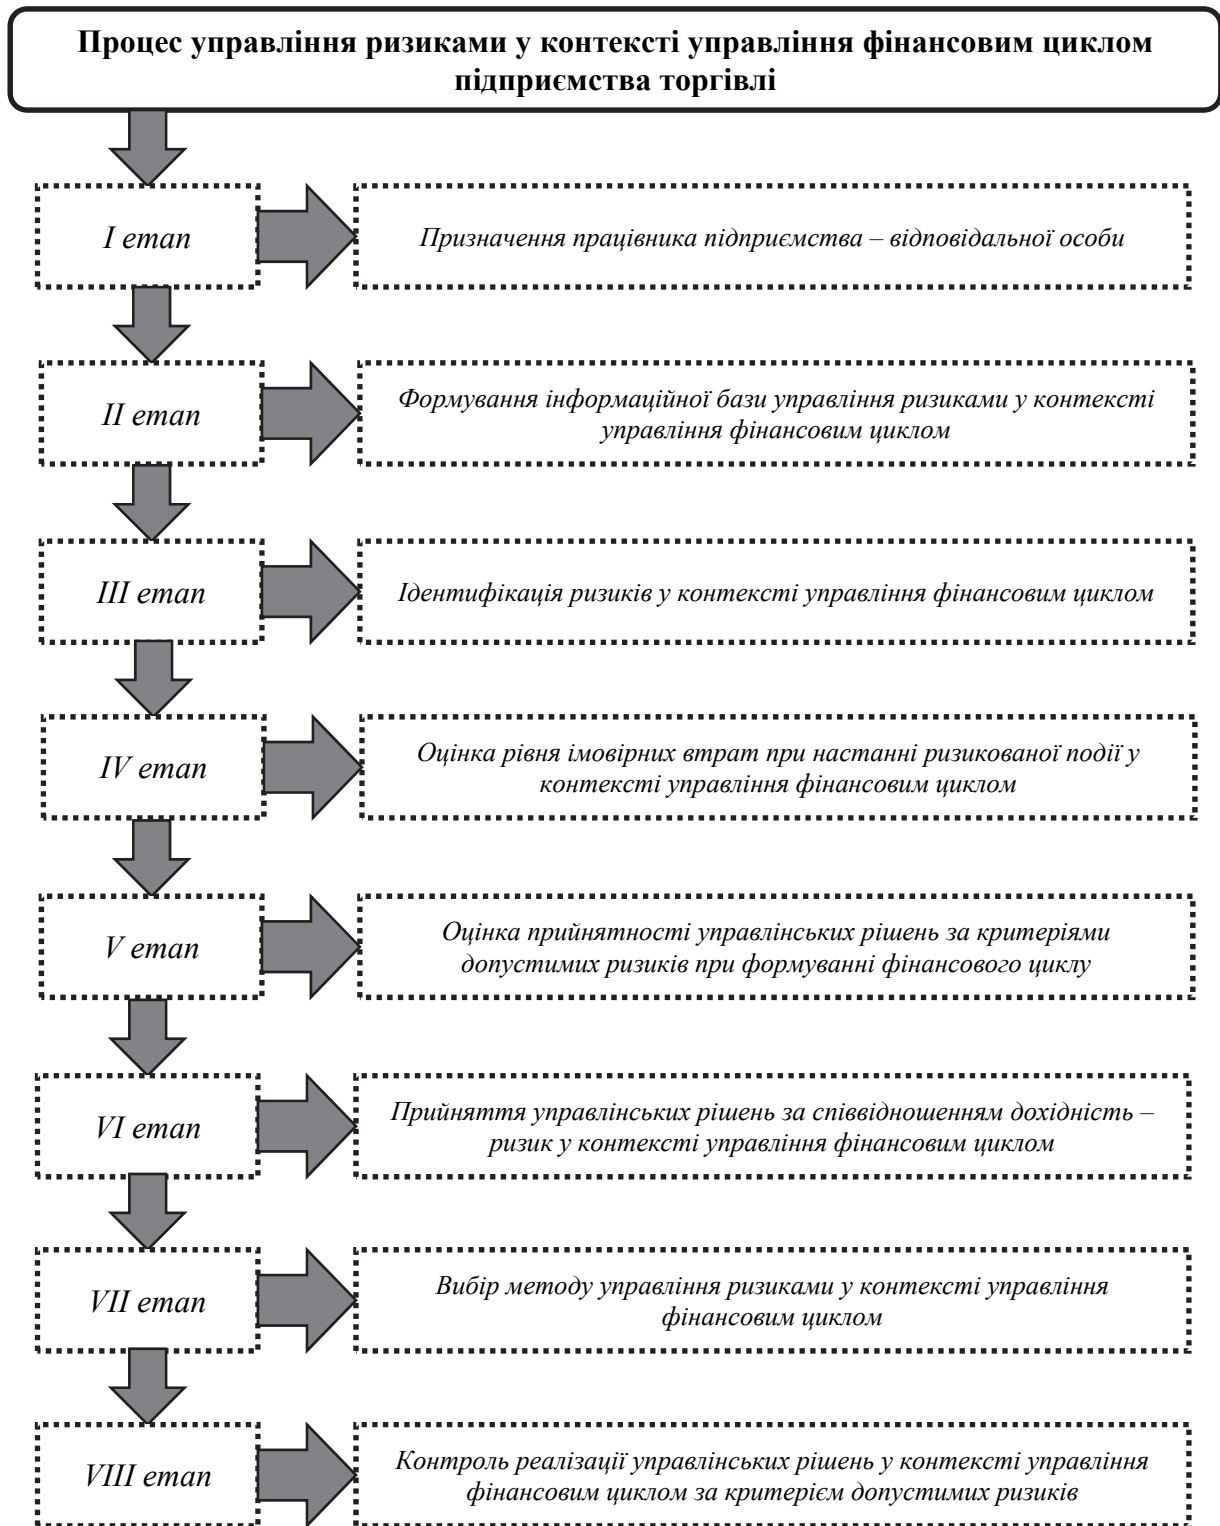 Процес управління ризиками у контексті управління фінансовим циклом
підприємства торгівлі
І етап
Призначення працівника підприємства – відповідальної особи
ІІ етап
Формування інформаційної бази управління ризиками у контексті
управління фінансовим циклом
ІІІ етап
Ідентифікація ризиків у контексті управління фінансовим циклом
IV етап
Оцінка рівня імовірних втрат при настанні ризикованої події у
контексті управління фінансовим циклом
V етап
Оцінка прийнятності управлінських рішень за критеріями
допустимих ризиків при формуванні фінансового циклу
VI етап
Прийняття управлінських рішень за співвідношенням дохідність –
ризик у контексті управління фінансовим циклом
VII етап
Вибір методу управління ризиками у контексті управління
фінансовим циклом
VIII етап
Контроль реалізації управлінських рішень у контексті управління
фінансовим циклом за критерієм допустимих ризиків